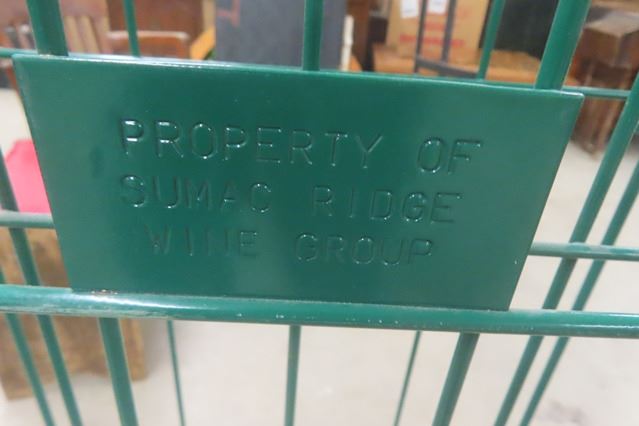 PROPERTY OF
SUMAC RIDGE
WINE GROUP